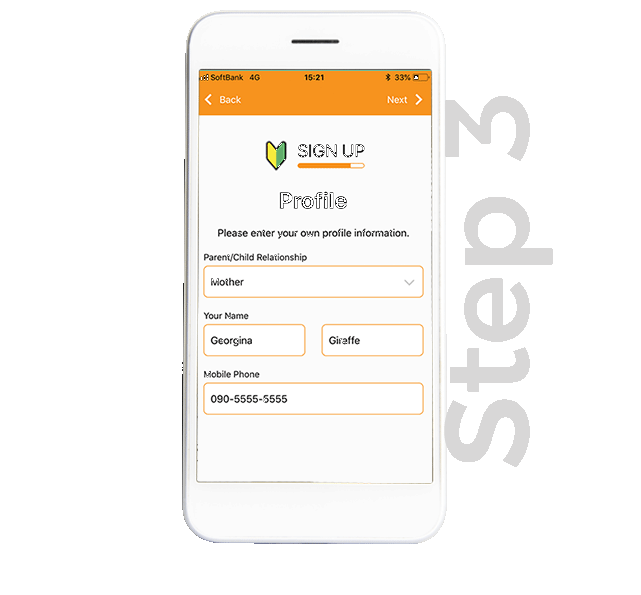 SoftBank 4G 15:21 33%
Back Next
SIGN UP
Profile
Please enter your own profile information.
Parent/Child Relationship
Mother
Your Name
Georgina Giraffe
Mobile Phone
090-5555-5555
Step 3